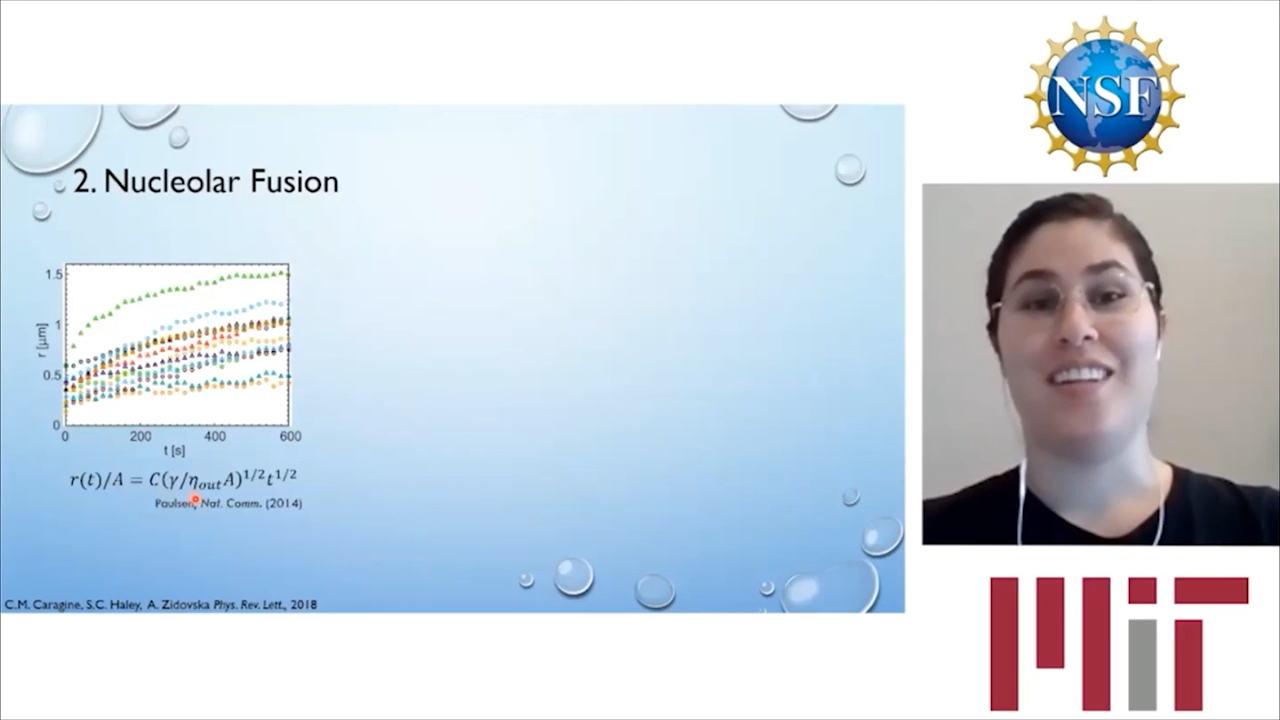 NSF
2. Nucleolar Fusion
1.5
1
0.5
0
r [μm]
0 200 400 600
t [s]
r(t)/A = C(γ/η_out A)^1/2 t^1/2
Paulsen, Nat. Comm. (2014)
C.M. Caragine, S.C. Haley, A. Zidovska Phys. Rev. Lett., 2018
MIT